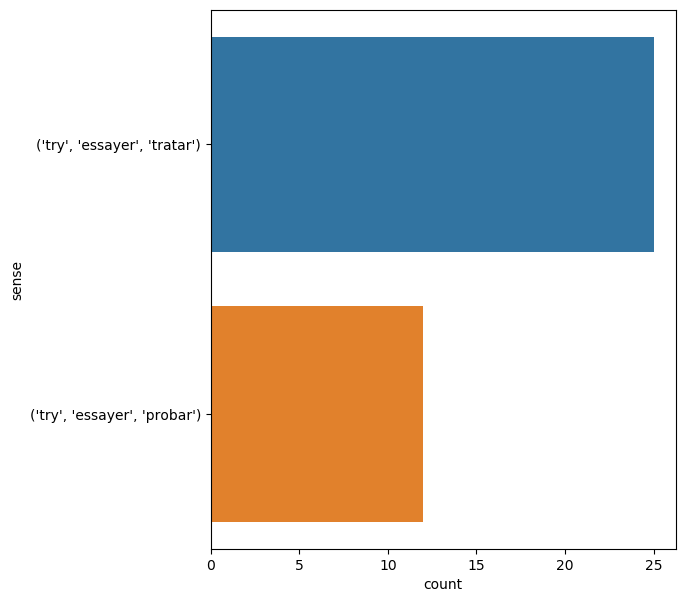 ('try', 'essayer', 'tratar')
('try', 'essayer', 'probar')
sense
0 5 10 15 20 25
count